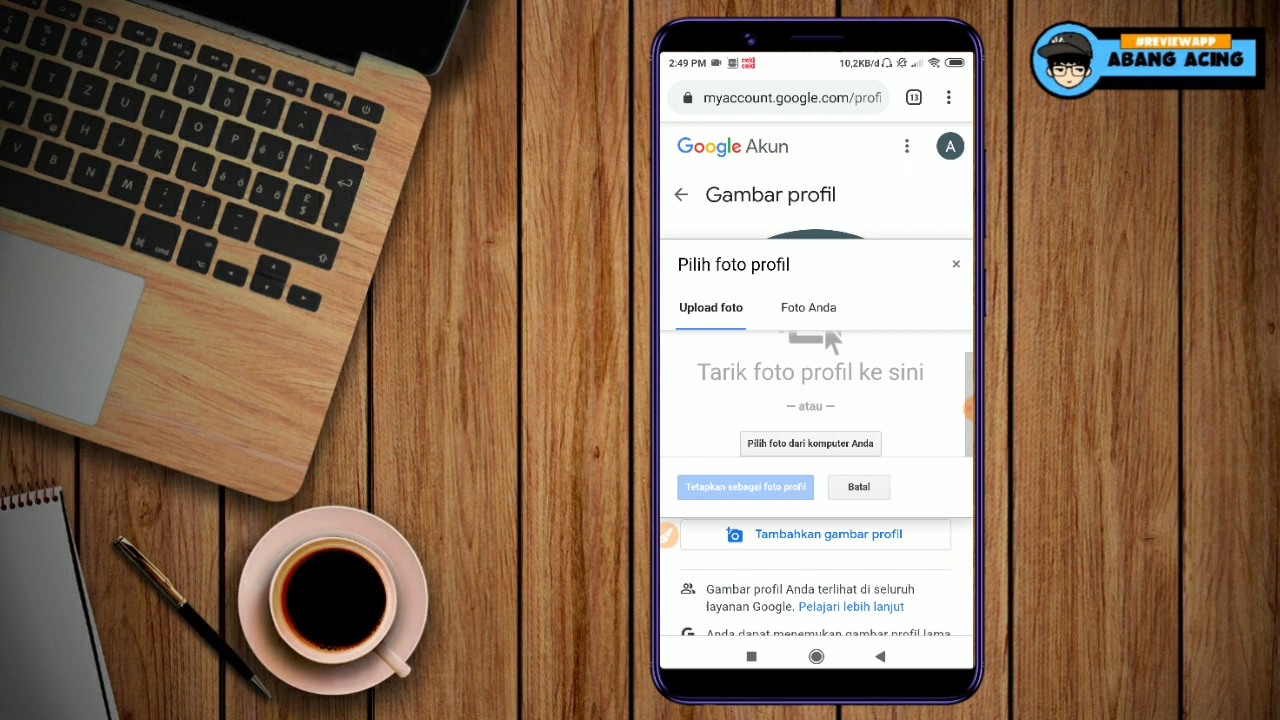 #REVIEWAPP
ABANG ACING
2:49 PM
10,2KB/d
myaccount.google.com/profi
13
Google Akun
A
Gambar profil
Pilih foto profil
×
Upload foto
Foto Anda
Tarik foto profil ke sini
— atau —
Pilih foto dari komputer Anda
Tetapkan sebagai foto profil
Batal
Tambahkan gambar profil
Gambar profil Anda terlihat di seluruh
layanan Google. Pelajari lebih lanjut
Anda dapat menemukan gambar profil lama